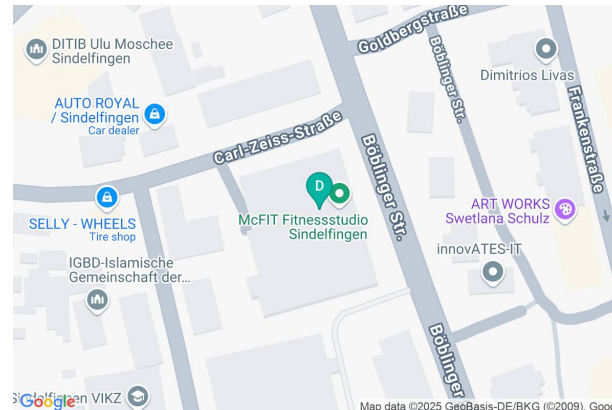 DITIB Ulu Moschee
Sindelfingen
Goldbergstraße
Dimitrios Livas
Böblinger Str.
Frankenstraße
AUTO ROYAL
/ Sindelfingen
Car dealer
Carl-Zeiss-Straße
Böblinger Str.
D
McFIT Fitnessstudio
Sindelfingen
ART WORKS
Swetlana Schulz
SELLY - WHEELS
Tire shop
innovATES-IT
IGBD-Islamische
Gemeinschaft der...
Böblinger
Sindelfingen VIKZ
Google
Map data ©2025 GeoBasis-DE/BKG (©2009), Goo